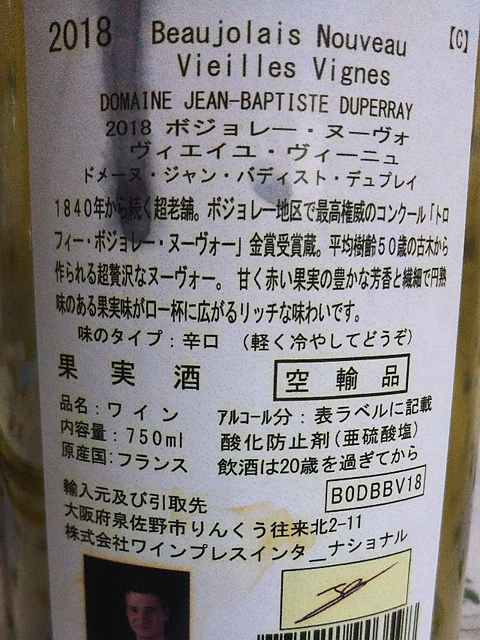 2018 Beaujolais Nouveau 【C】
Vieilles Vignes
DOMAINE JEAN-BAPTISTE DUPERRAY
2018 ボジョレー・ヌーヴォ
ヴィエイユ・ヴィーニュ
ドメーヌ・ジャン・バディスト・デュプレイ
1840年から続く超老舗。ボジョレー地区で最高権威のコンクール「トロ
フィー・ボジョレー・ヌーヴォー」金賞受賞蔵。平均樹齢50歳の古木から
作られる超贅沢なヌーヴォー。甘く赤い果実の豊かな芳香と繊細で円熟
味のある果実味がロ一杯に広がるリッチな味わいです。
味のタイプ：辛口 （軽く冷やしてどうぞ）
果実酒 空輸品
品名：ワイン アルコール分：表ラベルに記載
内容量：750ml 酸化防止剤（亜硫酸塩）
原産国：フランス 飲酒は20歳を過ぎてから
B0DBBV18
輸入元及び引取先
大阪府泉佐野市りんくう往来北2-11
株式会社ワインプレスインタ_ナショナル